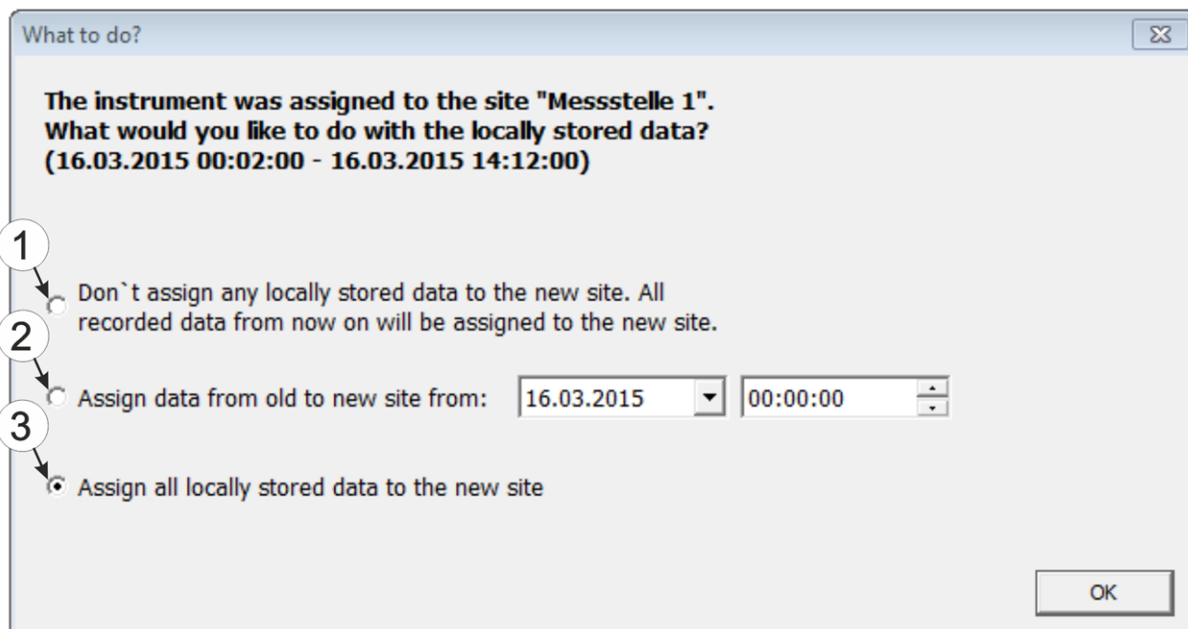 What to do?
The instrument was assigned to the site "Messstelle 1".
What would you like to do with the locally stored data?
(16.03.2015 00:02:00 - 16.03.2015 14:12:00)
1
Don`t assign any locally stored data to the new site. All
recorded data from now on will be assigned to the new site.
2
Assign data from old to new site from: 16.03.2015 00:00:00
3
Assign all locally stored data to the new site
OK